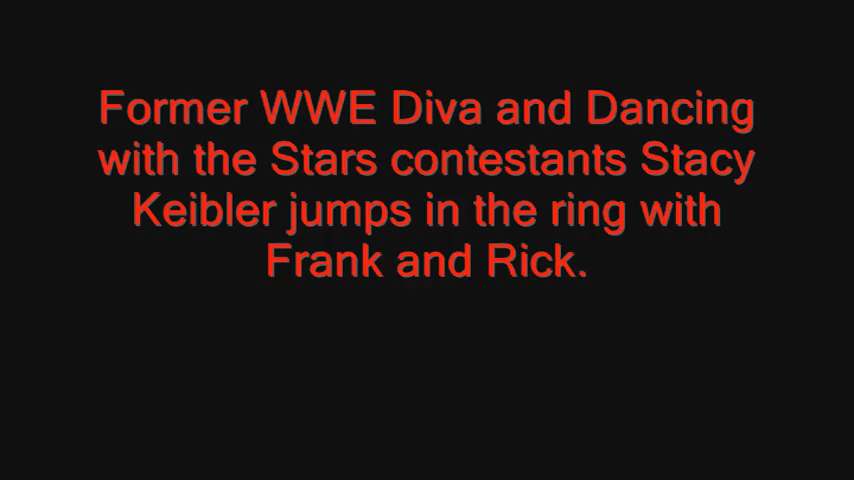 Former WWE Diva and Dancing
with the Stars contestants Stacy
Keibler jumps in the ring with
Frank and Rick.